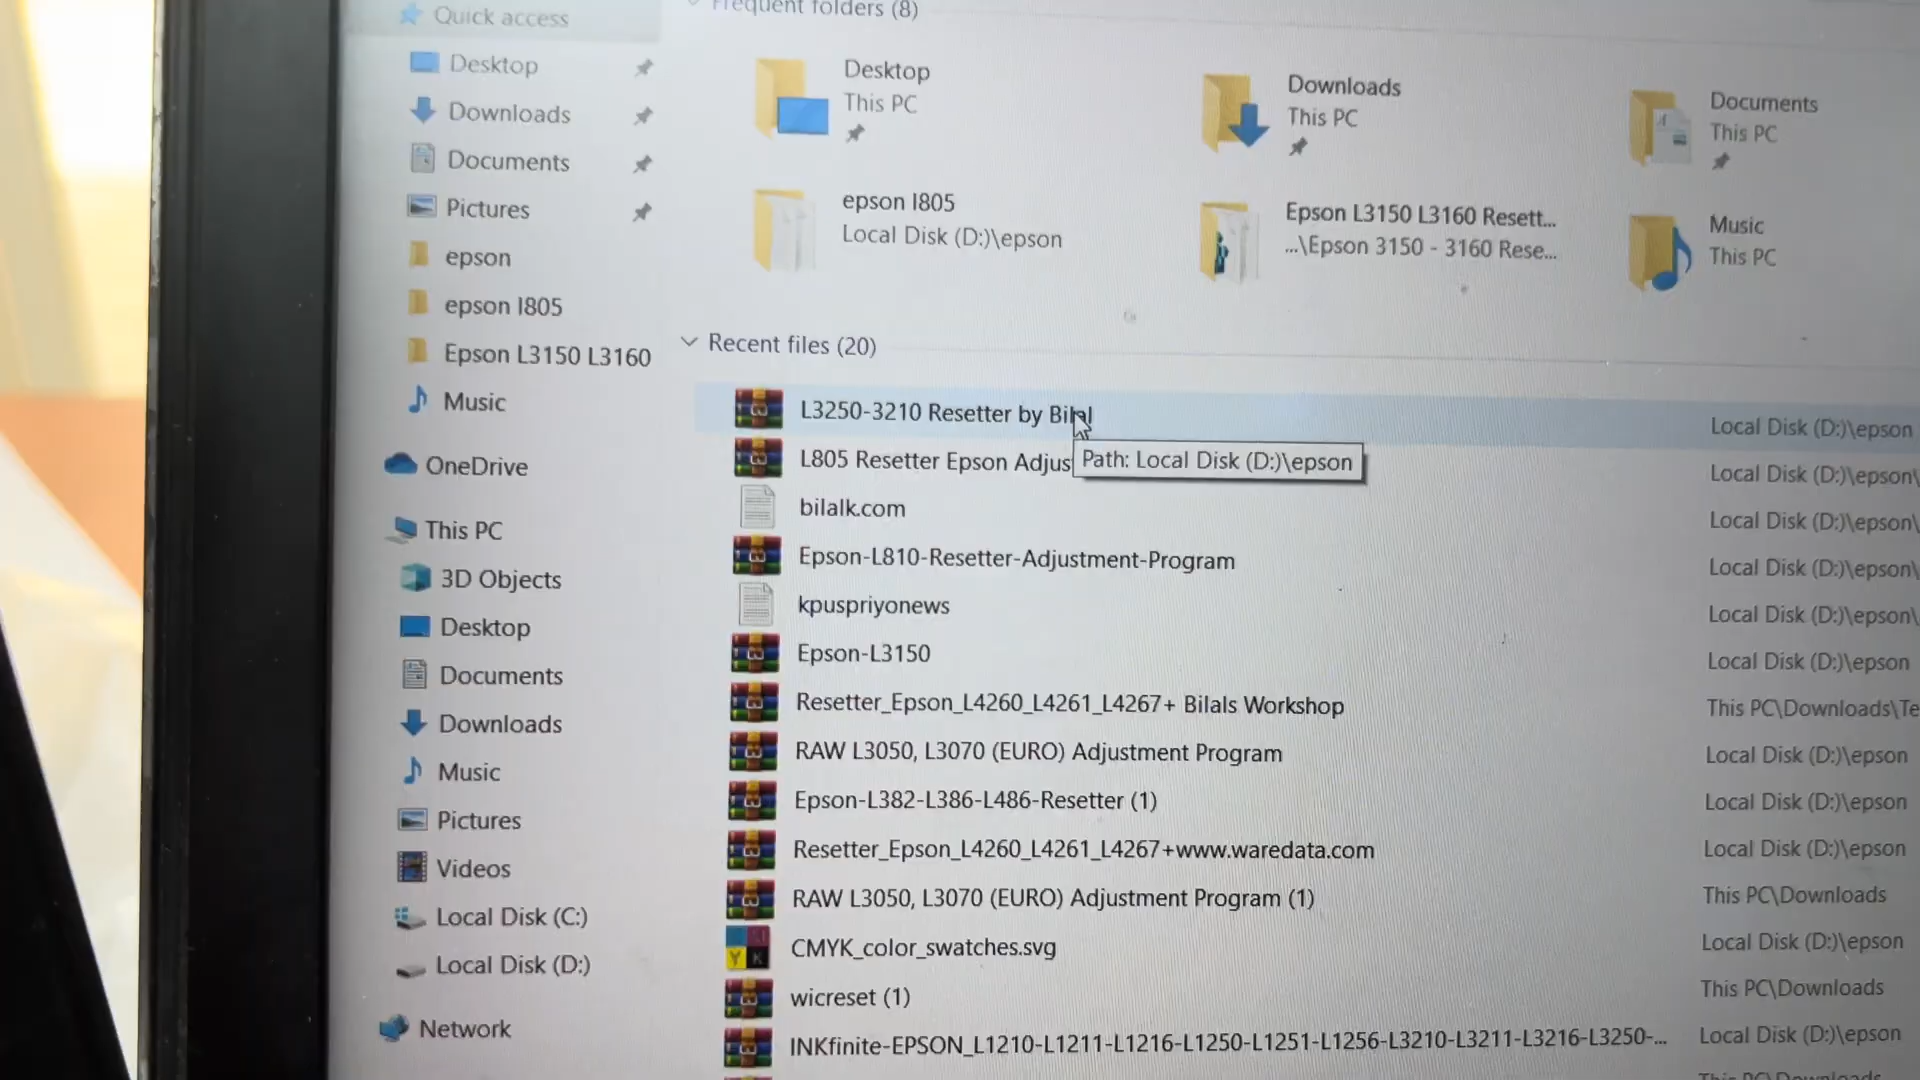 Quick access
Desktop
Downloads
Documents
Pictures
epson
epson l805
Epson L3150 L3160
Music
OneDrive
This PC
3D Objects
Desktop
Documents
Downloads
Music
Pictures
Videos
Local Disk (C:)
Local Disk (D:)
Network
Frequent folders (8)
Desktop
This PC
Downloads
This PC
Documents
This PC
epson l805
Local Disk (D:)\epson
Epson L3150 L3160 Resett...
...\Epson 3150 - 3160 Rese...
Music
This PC
Recent files (20)
L3250-3210 Resetter by Bilal
Local Disk (D:)\epson
L805 Resetter Epson Adjus
Path: Local Disk (D:)\epson
Local Disk (D:)\epson\
bilalk.com
Local Disk (D:)\epson\
Epson-L810-Resetter-Adjustment-Program
Local Disk (D:)\epson\
kpuspriyonews
Local Disk (D:)\epson\
Epson-L3150
Local Disk (D:)\epson
Resetter_Epson_L4260_L4261_L4267+ Bilals Workshop
This PC\Downloads\Te
RAW L3050, L3070 (EURO) Adjustment Program
Local Disk (D:)\epson
Epson-L382-L386-L486-Resetter (1)
Local Disk (D:)\epson
Resetter_Epson_L4260_L4261_L4267+www.waredata.com
Local Disk (D:)\epson
RAW L3050, L3070 (EURO) Adjustment Program (1)
This PC\Downloads
CMYK_color_swatches.svg
Local Disk (D:)\epson
wicreset (1)
This PC\Downloads
INKfinite-EPSON_L1210-L1211-L1216-L1250-L1251-L1256-L3210-L3211-L3216-L3250-...
Local Disk (D:)\epson